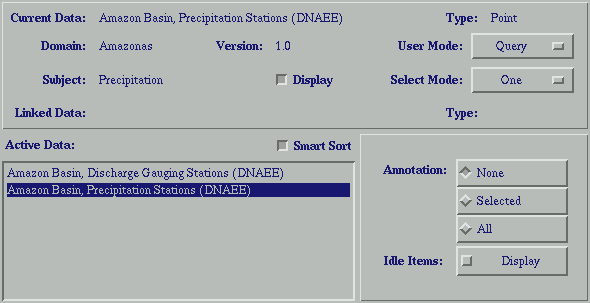 Current Data: Amazon Basin, Precipitation Stations (DNAEE) Type: Point
Domain: Amazonas Version: 1.0 User Mode: Query
Subject: Precipitation Display Select Mode: One
Linked Data: Type:
Active Data: Smart Sort
Amazon Basin, Discharge Gauging Stations (DNAEE)
Amazon Basin, Precipitation Stations (DNAEE)
Annotation: None
Selected
All
Idle Items: Display